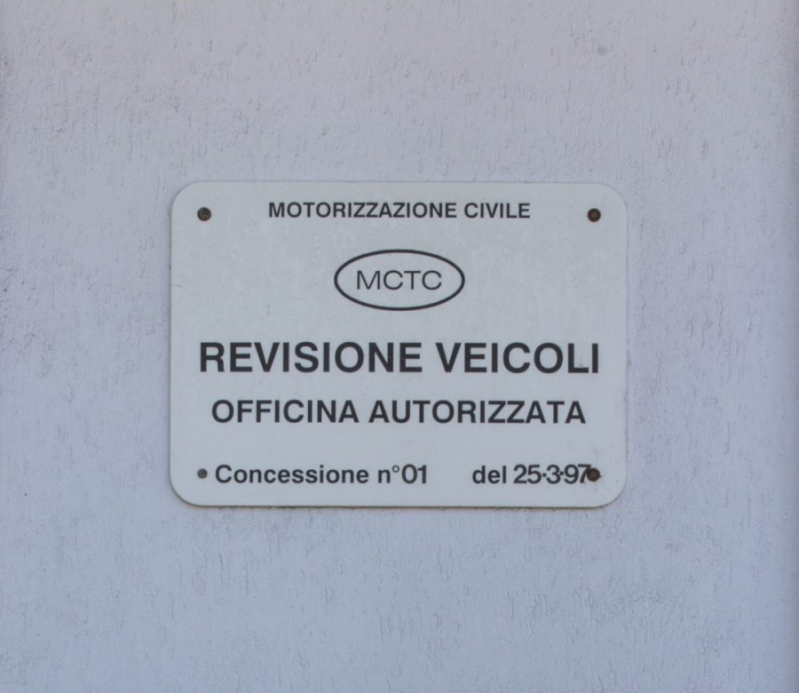 MOTORIZZAZIONE CIVILE
MCTC
REVISIONE VEICOLI
OFFICINA AUTORIZZATA
Concessione n°01 del 25·3·97